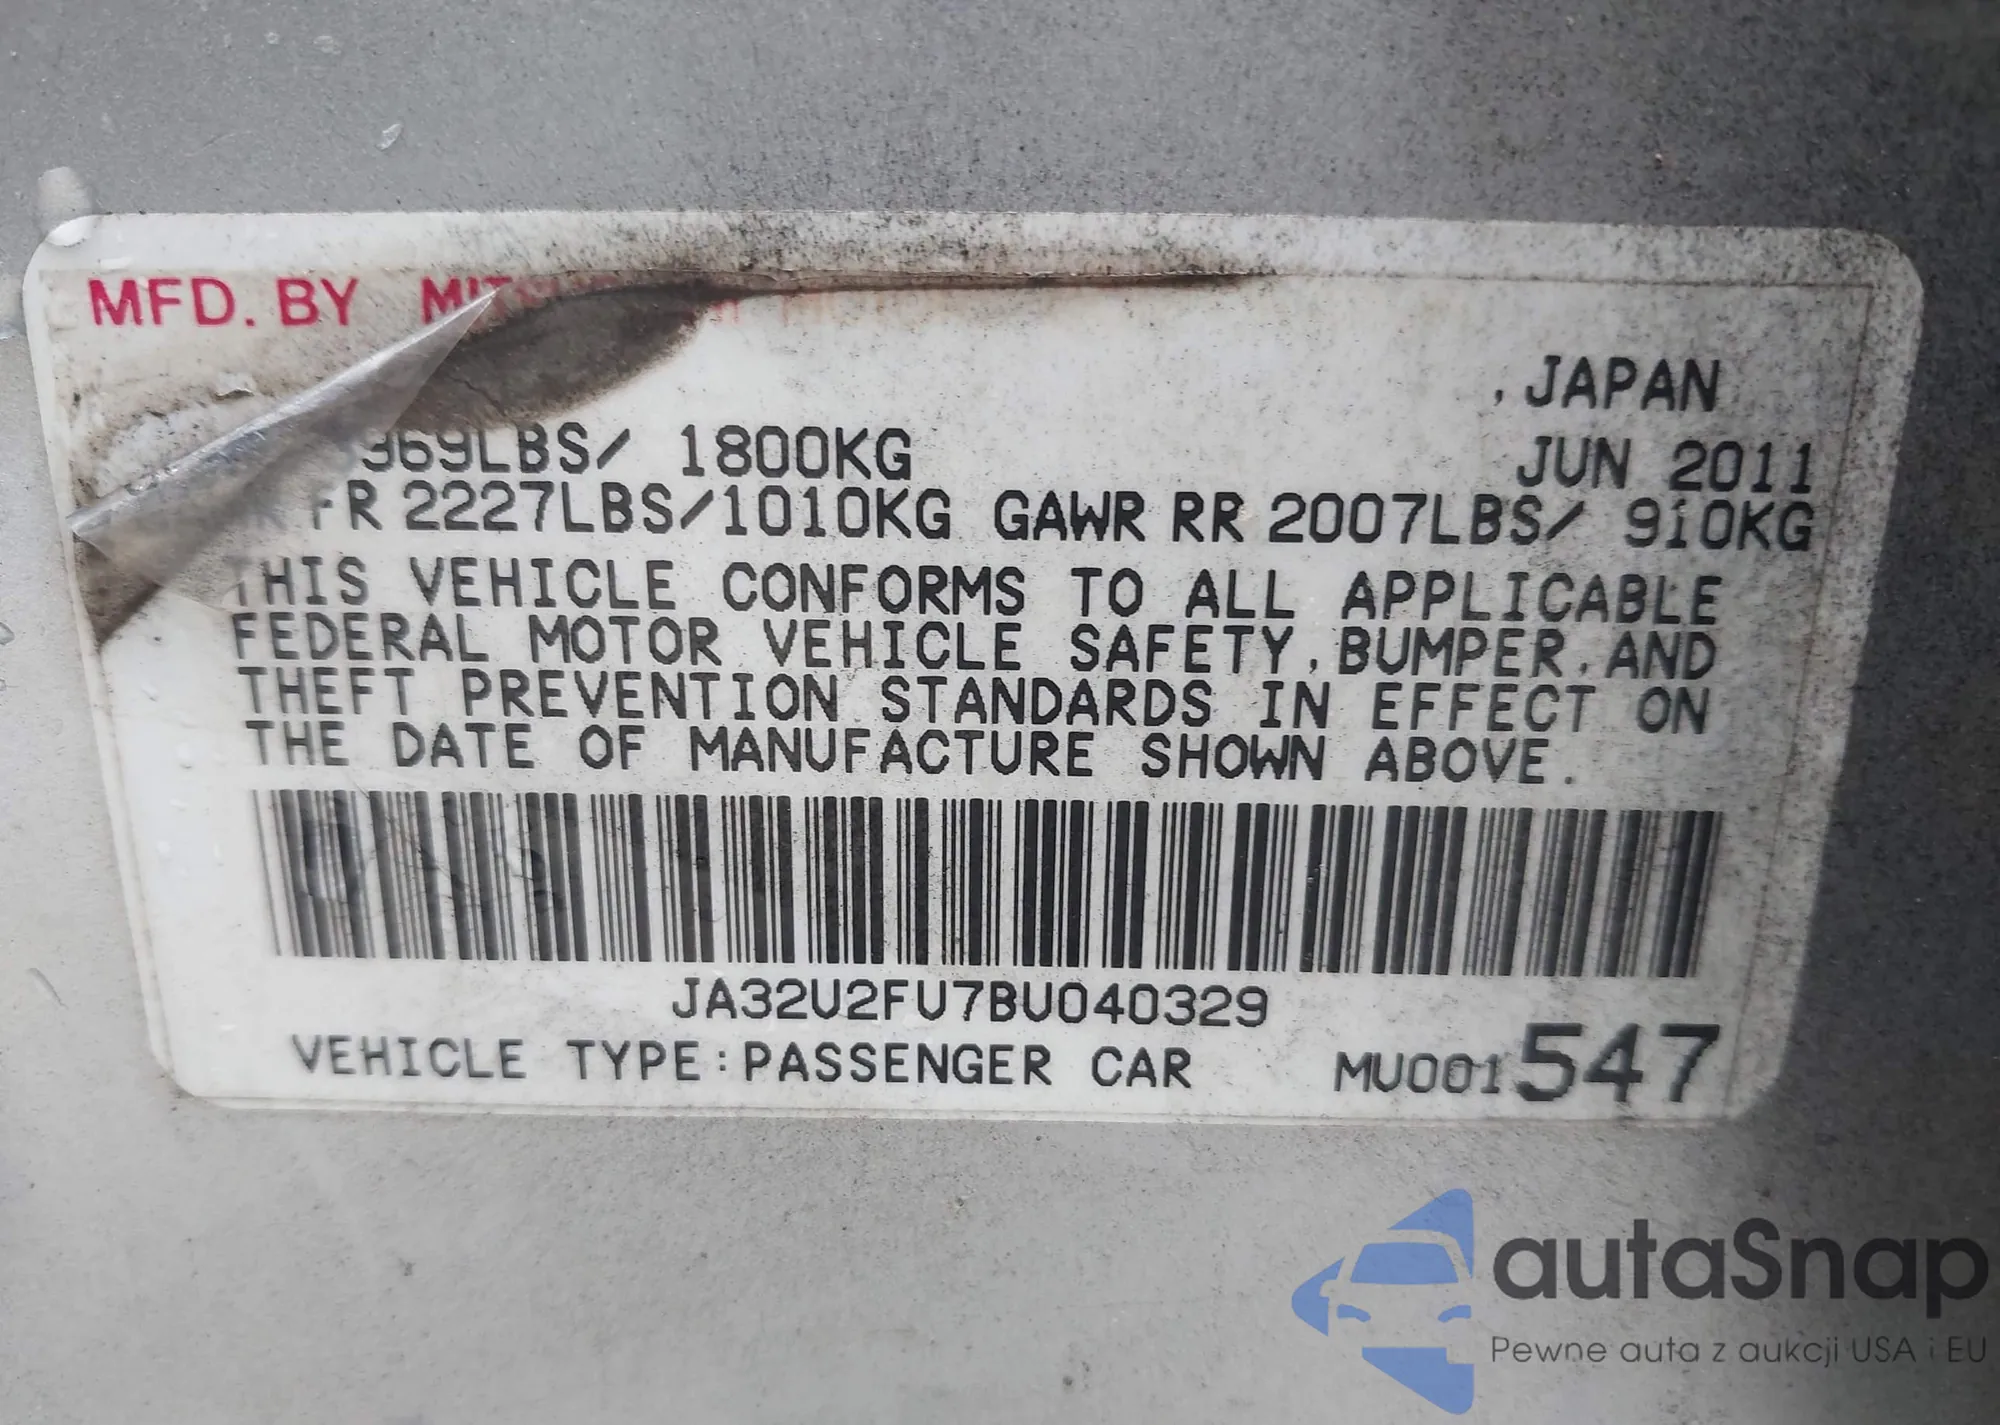 MFD. BY
, JAPAN
969LBS/ 1800KG JUN 2011
FR 2227LBS/1010KG GAWR RR 2007LBS/ 910KG
THIS VEHICLE CONFORMS TO ALL APPLICABLE
FEDERAL MOTOR VEHICLE SAFETY, BUMPER, AND
THEFT PREVENTION STANDARDS IN EFFECT ON
THE DATE OF MANUFACTURE SHOWN ABOVE.
JA32U2FU7BU040329
VEHICLE TYPE:PASSENGER CAR MU001547
autaSnap
Pewne auta z aukcji USA i EU